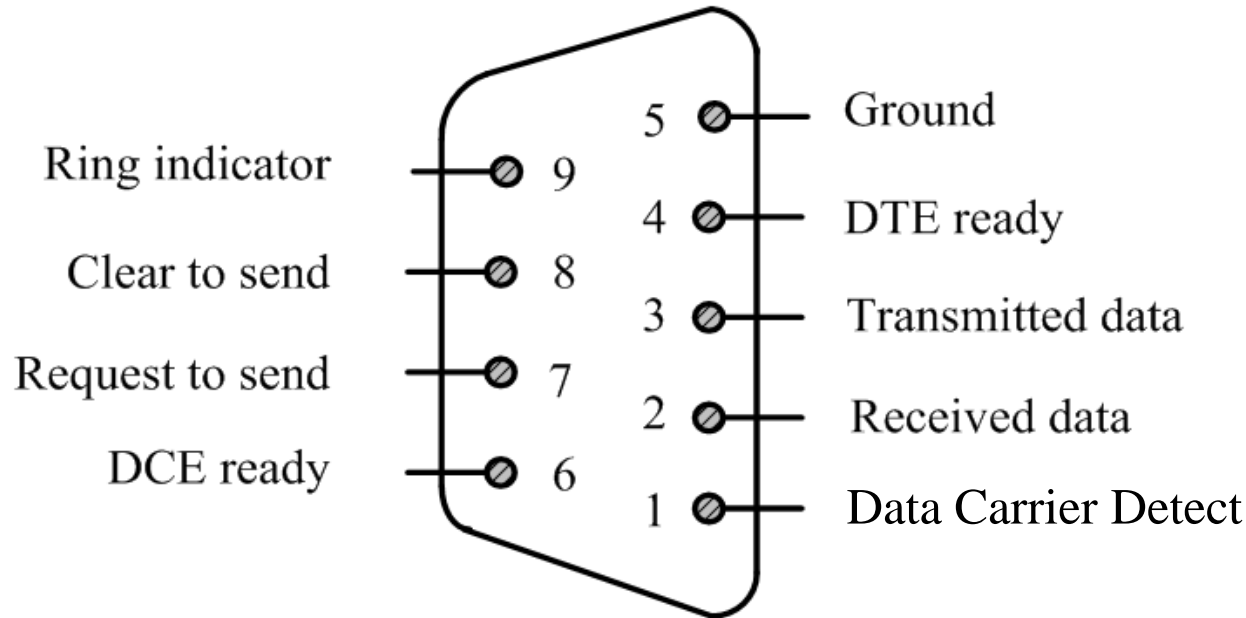 5 Ground
Ring indicator 9
4 DTE ready
Clear to send 8
3 Transmitted data
Request to send 7
2 Received data
DCE ready 6
1 Data Carrier Detect